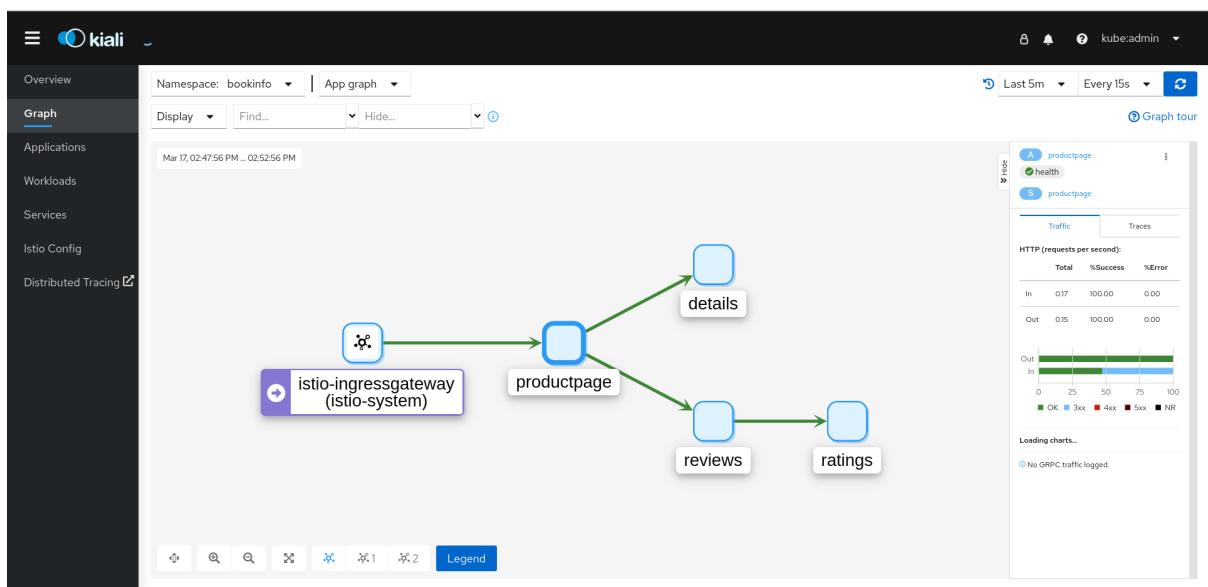 kiali
kube:admin
Overview
Graph
Applications
Workloads
Services
Istio Config
Distributed Tracing
Namespace: bookinfo
App graph
Last 5m
Every 15s
Display
Find...
Hide...
Graph tour
Mar 17, 02:47:56 PM ... 02:52:56 PM
details
istio-ingressgateway
(istio-system)
productpage
reviews
ratings
1
2
Legend
Hide
A productpage
health
S productpage
Traffic Traces
HTTP (requests per second):
Total %Success %Error
In 0.17 100.00 0.00
Out 0.15 100.00 0.00
Out
In
0 25 50 75 100
OK 3xx 4xx 5xx NR
Loading charts...
No GRPC traffic logged.